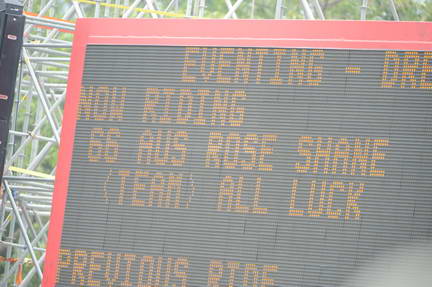 EVENTING - DRE
NOW RIDING
66 AUS ROSE SHANE
(TEAM) ALL LUCK
PREVIOUS RIDE